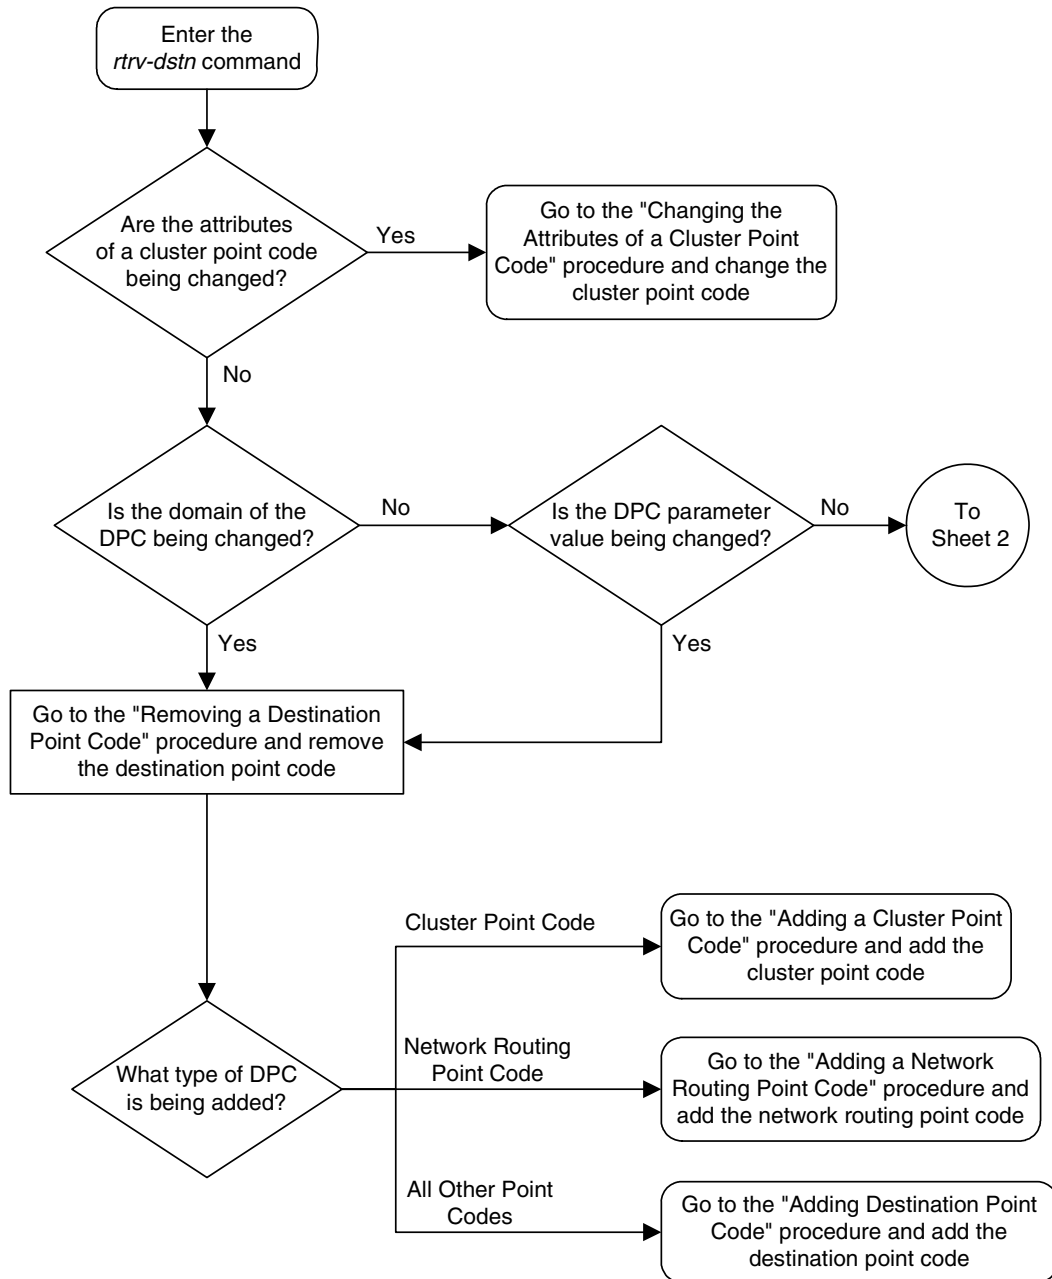 Enter the
rtrv-dstn command
Are the attributes
of a cluster point code
being changed?
Yes
Go to the "Changing the
Attributes of a Cluster Point
Code" procedure and change the
cluster point code
No
Is the domain of the
DPC being changed?
No
Is the DPC parameter
value being changed?
No
To
Sheet 2
Yes
Yes
Go to the "Removing a Destination
Point Code" procedure and remove
the destination point code
What type of DPC
is being added?
Cluster Point Code
Go to the "Adding a Cluster Point
Code" procedure and add the
cluster point code
Network Routing
Point Code
Go to the "Adding a Network
Routing Point Code" procedure and
add the network routing point code
All Other Point
Codes
Go to the "Adding Destination Point
Code" procedure and add the
destination point code